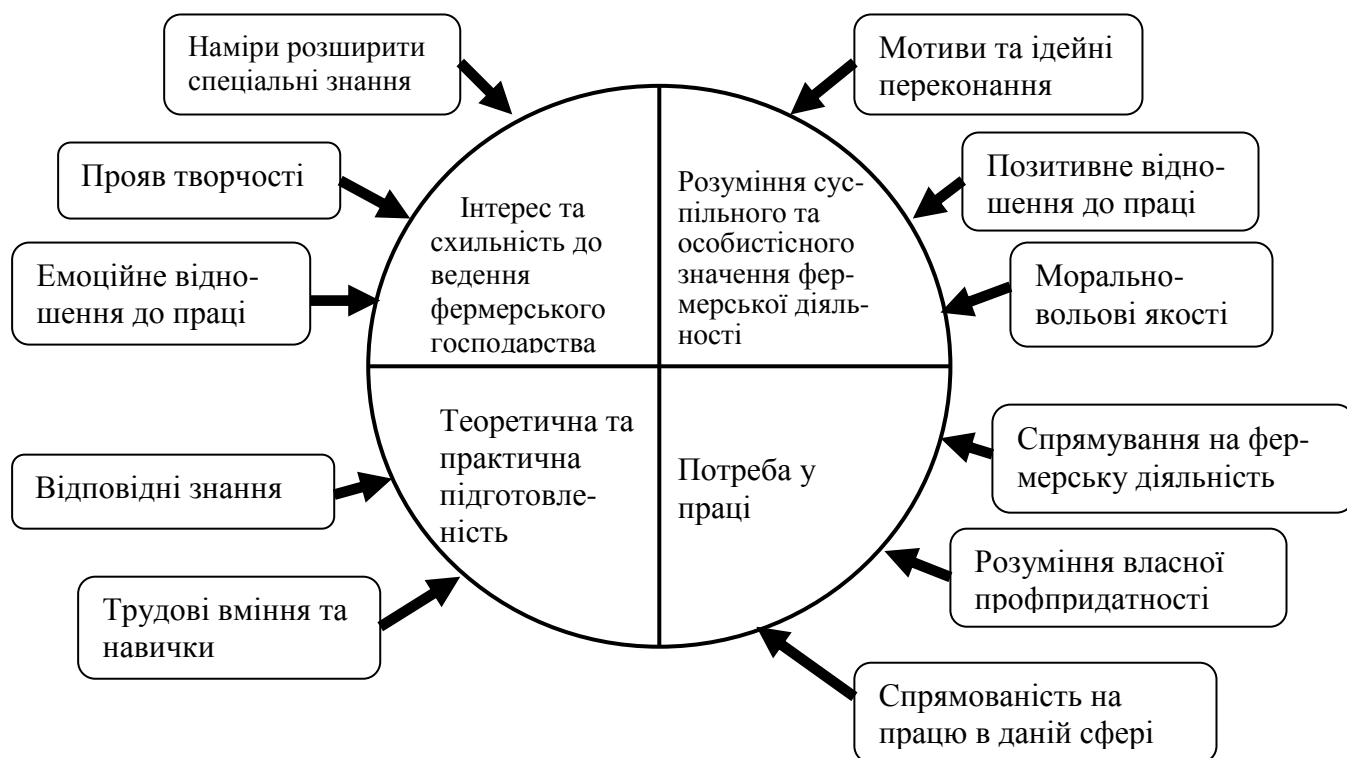 Наміри розширити
спеціальні знання
Мотиви та ідейні
переконання
Прояв творчості
Позитивне відно-
шення до праці
Емоційне відно-
шення до праці
Морально-
вольові якості
Інтерес та
схильність до
ведення
фермерського
господарства
Розуміння сус-
пільного та
особистісного
значення фер-
мерської діяль-
ності
Теоретична та
практична
підготовле-
ність
Потреба у
праці
Відповідні знання
Спрямування на фер-
мерську діяльність
Трудові вміння та
навички
Розуміння власної
профпридатності
Спрямованість на
працю в даній сфері